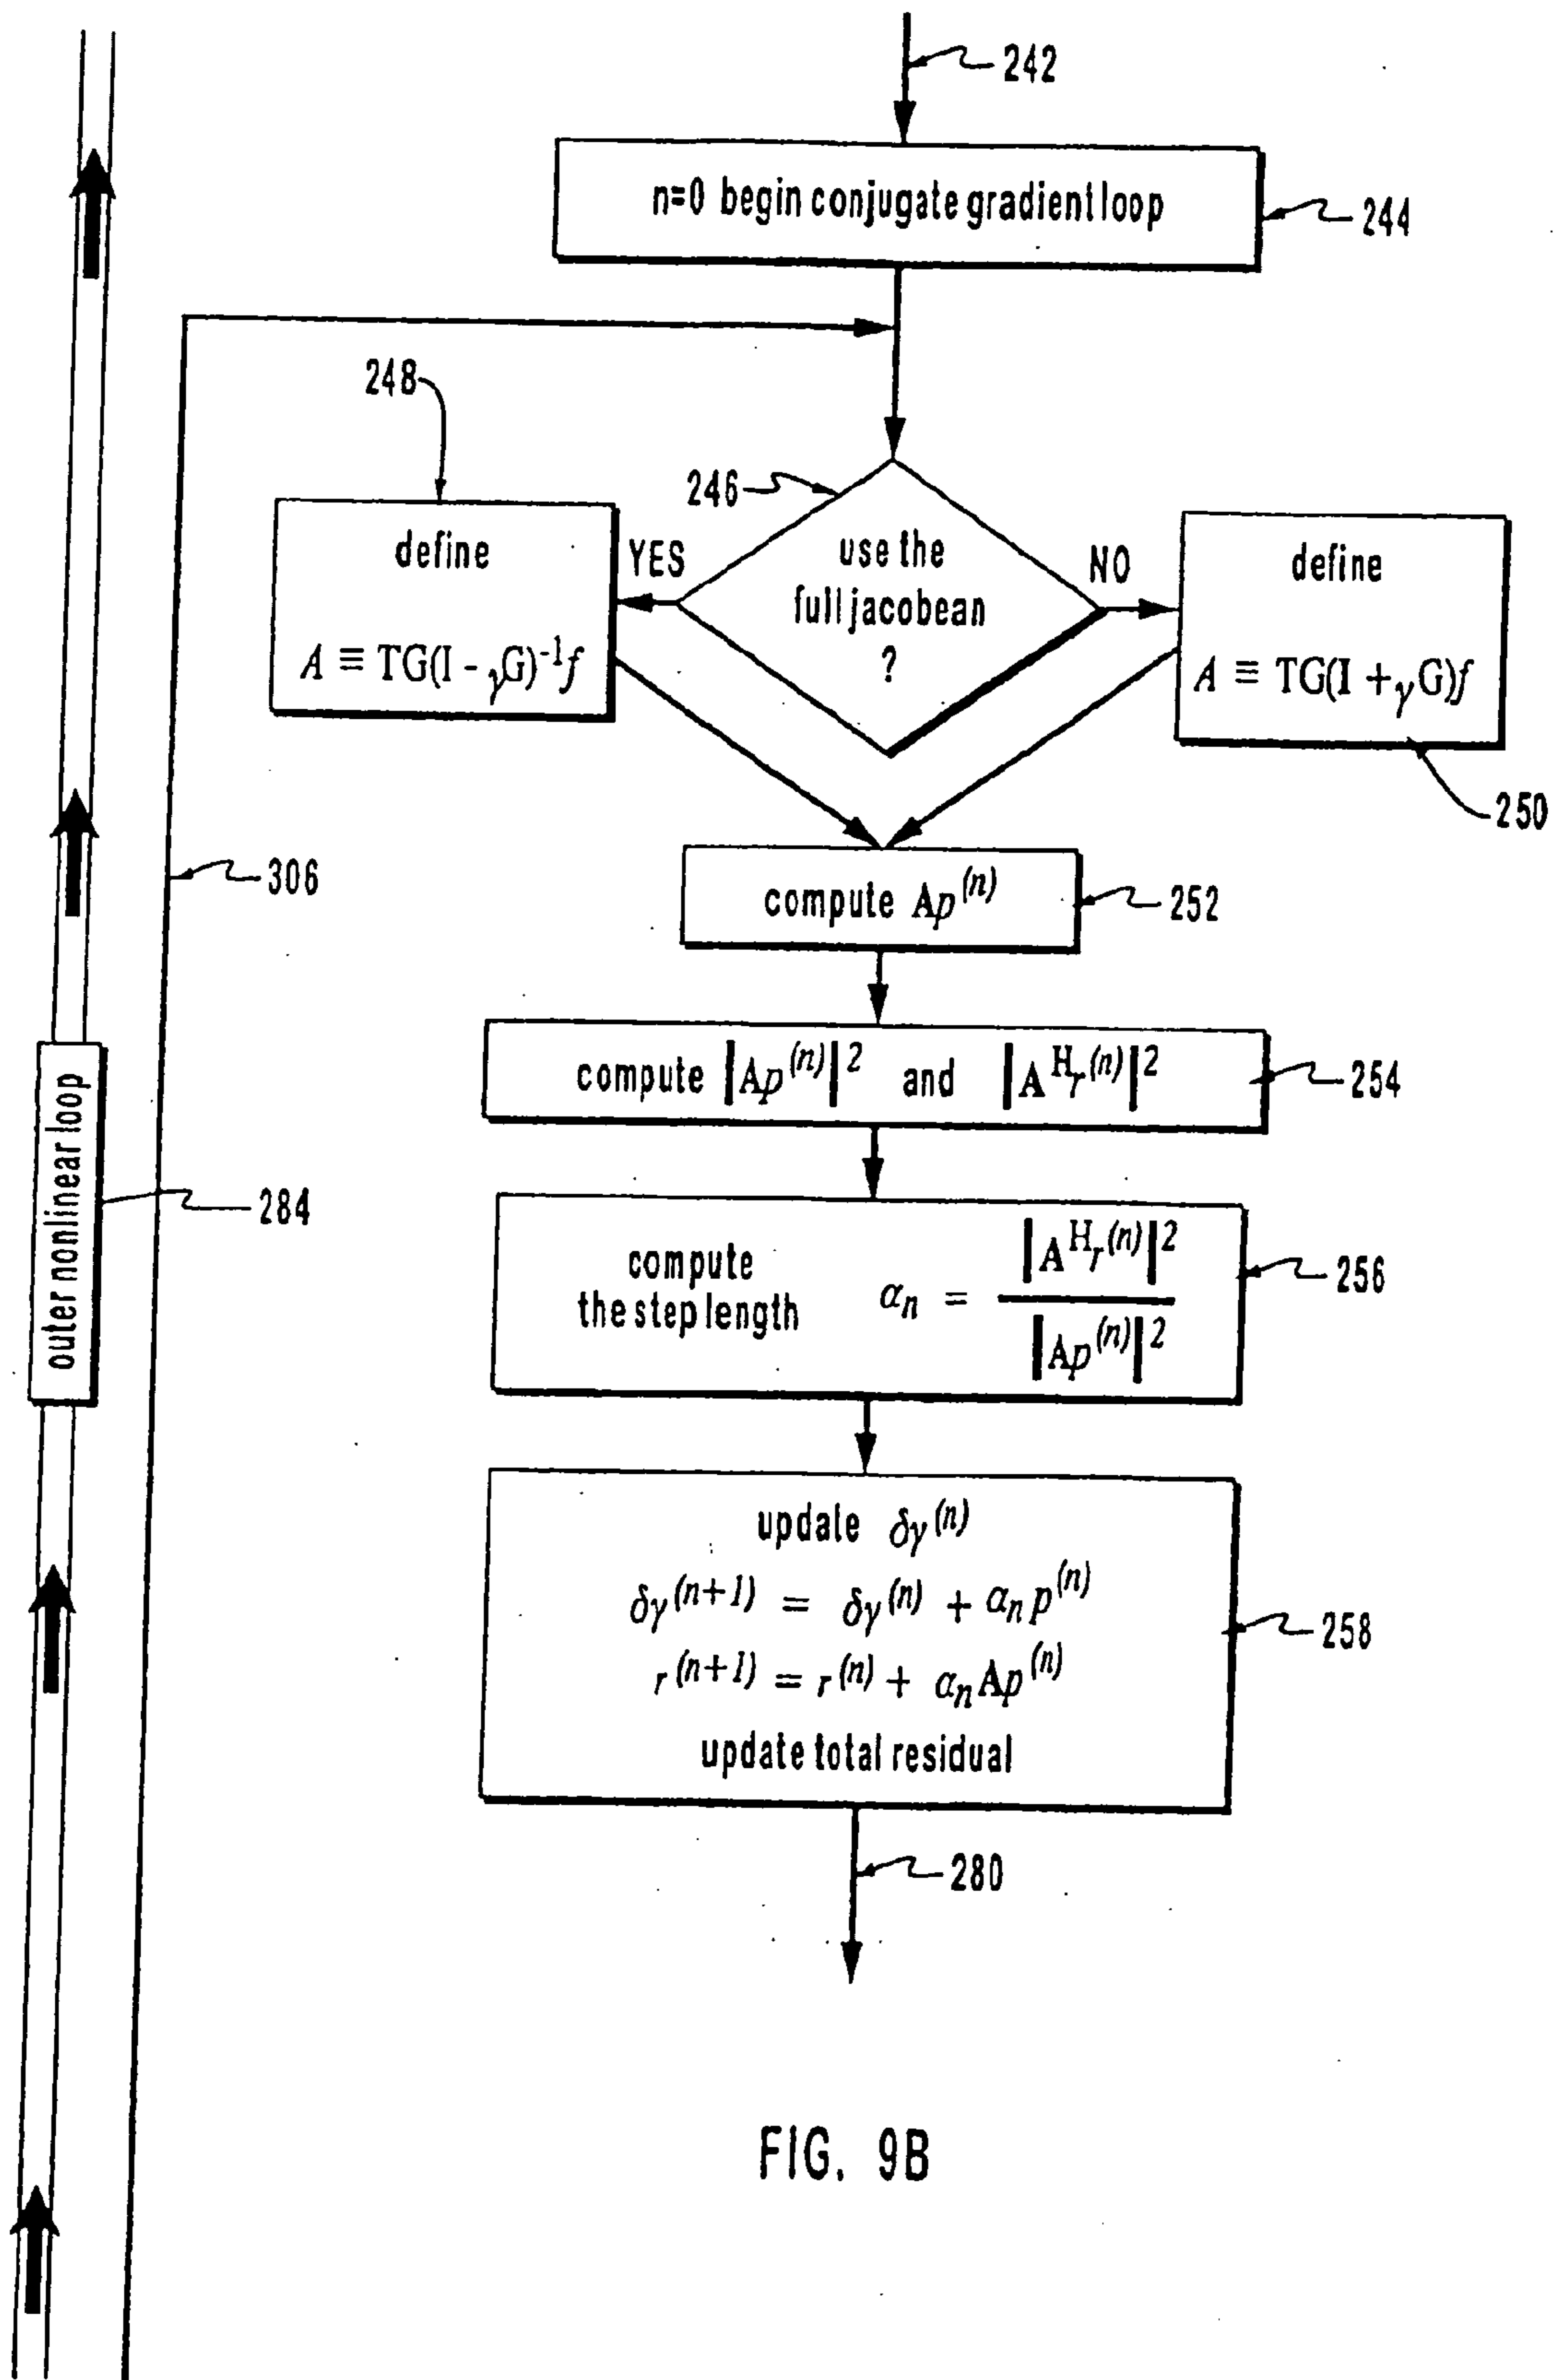 242
n=0 begin conjugate gradient loop
244
248
246
define
A ≡ TG(I - γG)⁻¹f
YES
use the
full jacobean
?
NO
define
A ≡ TG(I + γG)f
250
306
compute Ap⁽ⁿ⁾
252
compute |Ap⁽ⁿ⁾|² and |Aᴴr⁽ⁿ⁾|²
254
outer nonlinear loop
284
compute
the step length αₙ = |Aᴴr⁽ⁿ⁾|² / |Ap⁽ⁿ⁾|²
256
update δγ⁽ⁿ⁾
δγ⁽ⁿ⁺¹⁾ = δγ⁽ⁿ⁾ + αₙp⁽ⁿ⁾
r⁽ⁿ⁺¹⁾ = r⁽ⁿ⁾ + αₙAp⁽ⁿ⁾
update total residual
258
280
FIG. 9B